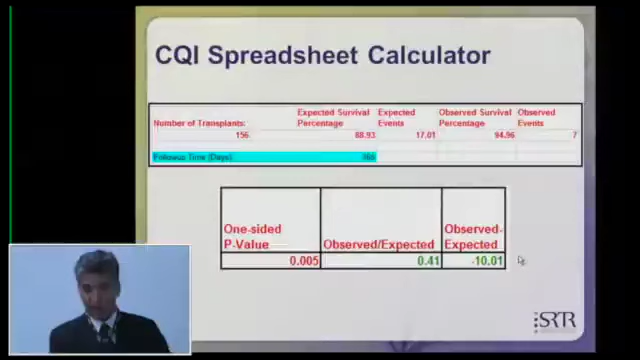 CQI Spreadsheet Calculator
Expected Survival Expected Observed Survival Observed
Number of Transplants: Percentage Events Percentage Events
156 88.93 17.01 94.96 7
Followup Time (Days): 365
One-sided Observed-
P-Value Observed/Expected Expected
0.005 0.41 -10.01
SRTR